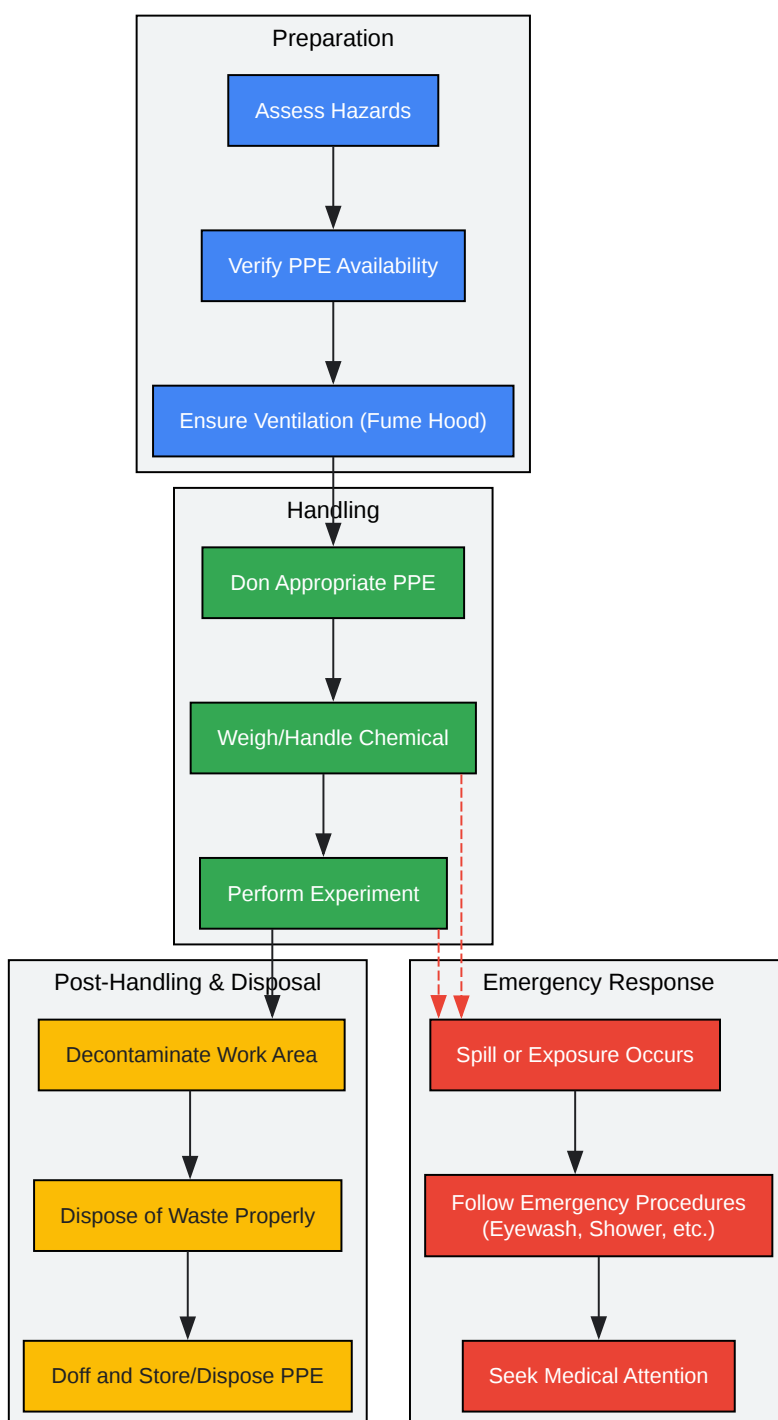 Preparation
Assess Hazards
Verify PPE Availability
Ensure Ventilation (Fume Hood)
Handling
Don Appropriate PPE
Weigh/Handle Chemical
Perform Experiment
Post-Handling & Disposal
Decontaminate Work Area
Dispose of Waste Properly
Doff and Store/Dispose PPE
Emergency Response
Spill or Exposure Occurs
Follow Emergency Procedures
(Eyewash, Shower, etc.)
Seek Medical Attention